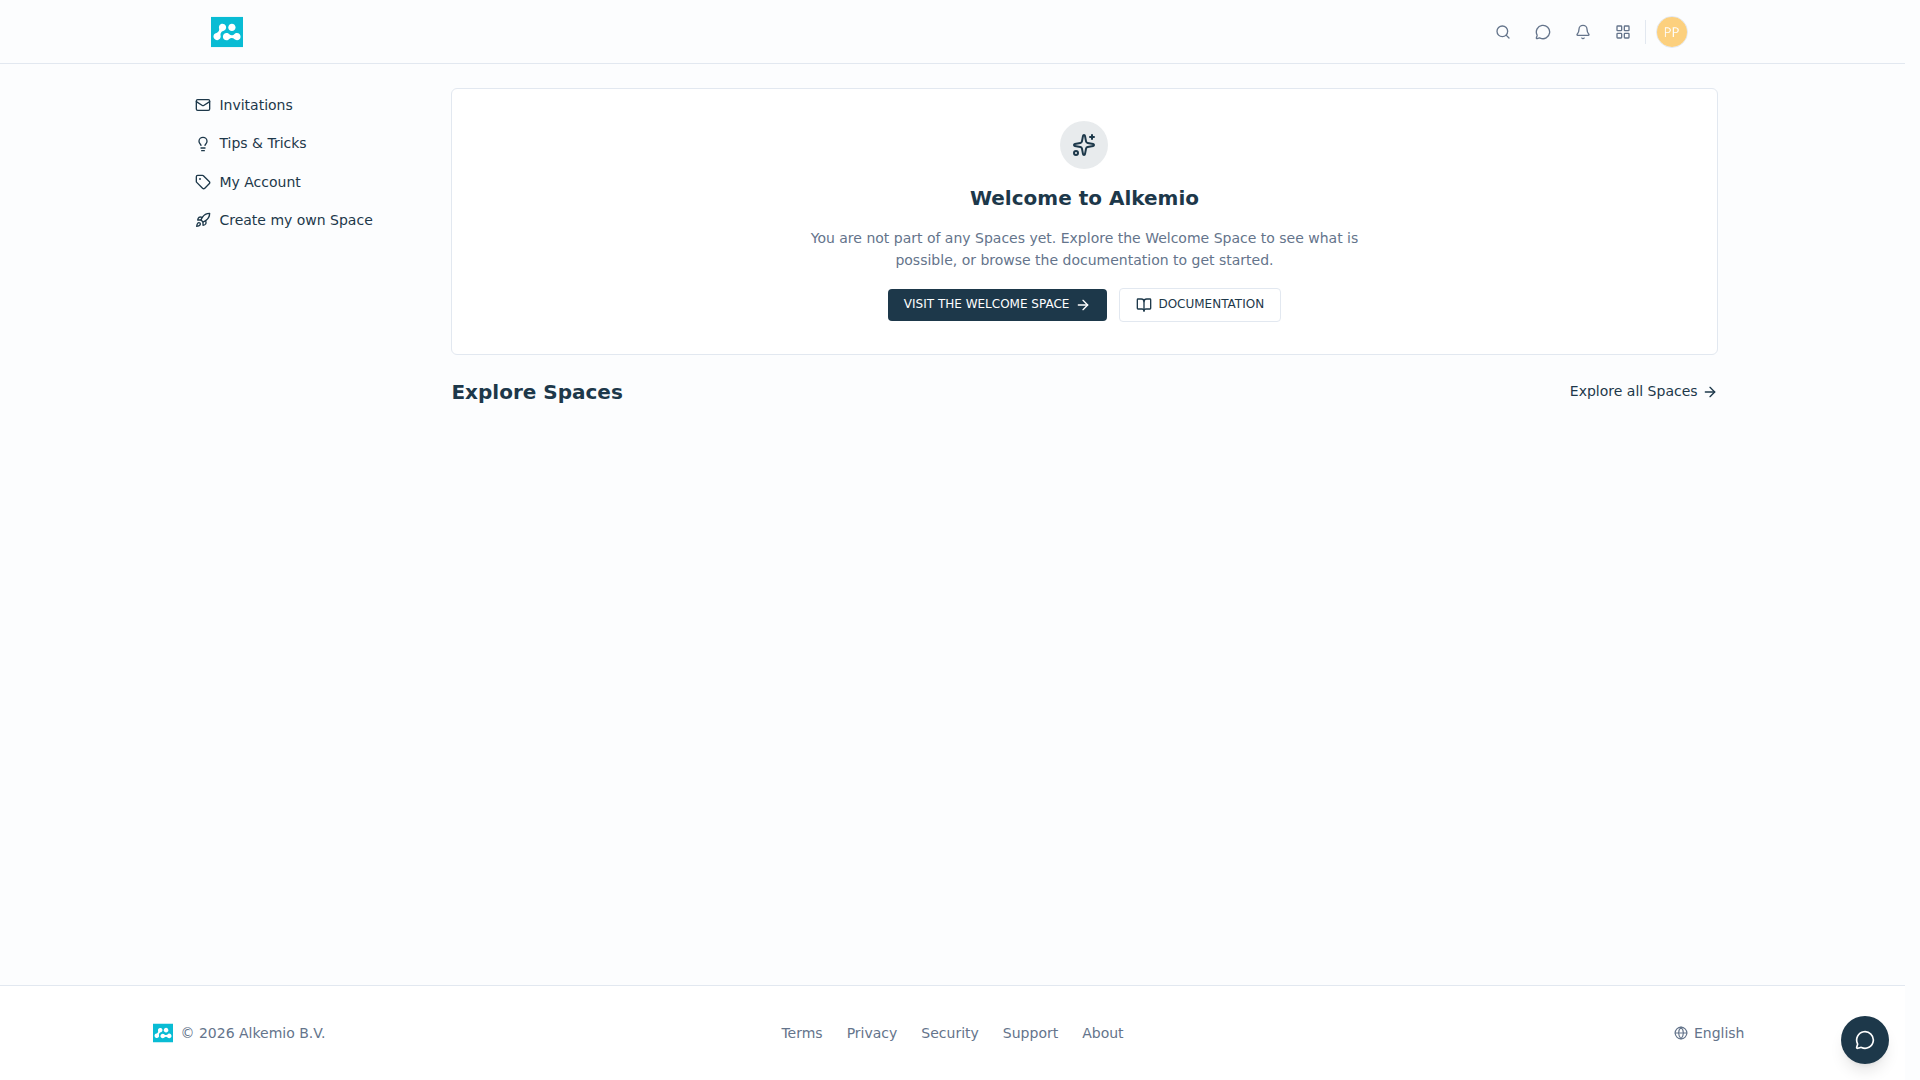 PP
Invitations
Tips & Tricks
My Account
Create my own Space
Welcome to Alkemio
You are not part of any Spaces yet. Explore the Welcome Space to see what is
possible, or browse the documentation to get started.
VISIT THE WELCOME SPACE
DOCUMENTATION
Explore Spaces
Explore all Spaces
© 2026 Alkemio B.V.
Terms
Privacy
Security
Support
About
English